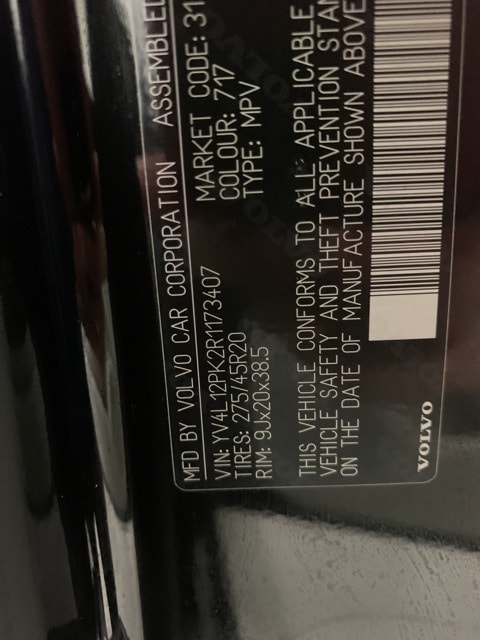 MFD BY VOLVO CAR CORPORATION ASSEMBLED
VIN: YV4L12PK2R1173407 MARKET CODE: 31
TIRES: 275/45R20 COLOUR: 717
RIM: 9Jx20x38.5 TYPE: MPV
THIS VEHICLE CONFORMS TO ALL APPLICABLE
VEHICLE SAFETY AND THEFT PREVENTION STAN
ON THE DATE OF MANUFACTURE SHOWN ABOVE
VOLVO